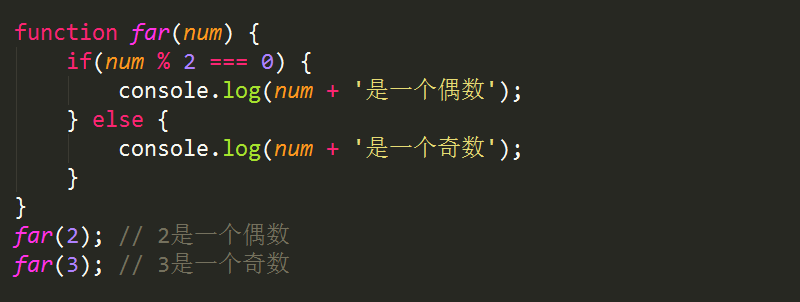 function far(num) {
    if(num % 2 === 0) {
        console.log(num + '是一个偶数');
    } else {
        console.log(num + '是一个奇数');
    }
}
far(2); // 2是一个偶数
far(3); // 3是一个奇数